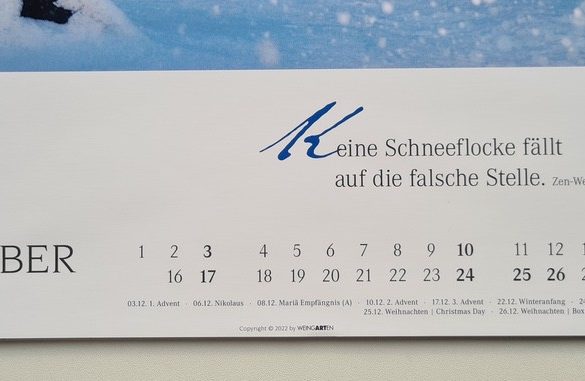 Keine Schneeflocke fällt
auf die falsche Stelle. Zen-We
BER 1 2 3 4 5 6 7 8 9 10 11 12 1
16 17 18 19 20 21 22 23 24 25 26 2
03.12. 1. Advent · 06.12. Nikolaus · 08.12. Mariä Empfängnis (A) · 10.12. 2. Advent · 17.12. 3. Advent · 22.12. Winteranfang · 24
25.12. Weihnachten | Christmas Day · 26.12. Weihnachten | Box
Copyright © 2022 by WEINGARTEN